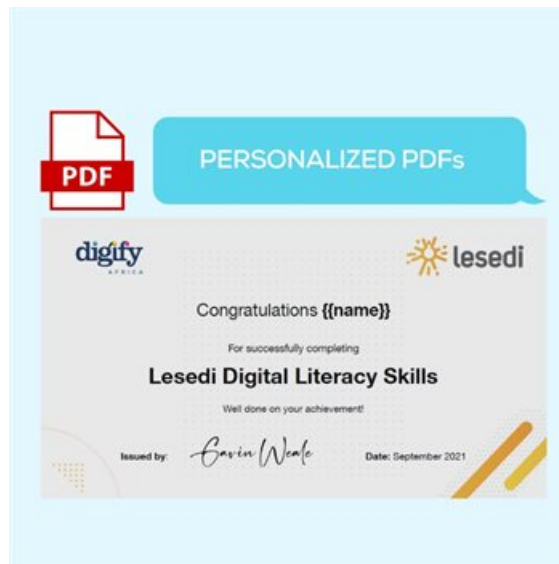 PDF
PERSONALIZED PDFs
digify
AFRICA
lesedi
Congratulations {{name}}
For successfully completing
Lesedi Digital Literacy Skills
Well done on your achievement!
Issued by: Gavin Weale Date: September 2021